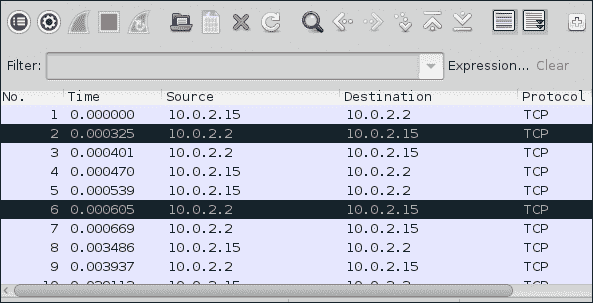 Filter: Expression... Clear
No. Time Source Destination Protocol
1 0.000000 10.0.2.15 10.0.2.2 TCP
2 0.000325 10.0.2.2 10.0.2.15 TCP
3 0.000401 10.0.2.2 10.0.2.15 TCP
4 0.000470 10.0.2.15 10.0.2.2 TCP
5 0.000539 10.0.2.15 10.0.2.2 TCP
6 0.000605 10.0.2.2 10.0.2.15 TCP
7 0.000669 10.0.2.2 10.0.2.15 TCP
8 0.003486 10.0.2.15 10.0.2.2 TCP
9 0.003937 10.0.2.2 10.0.2.15 TCP